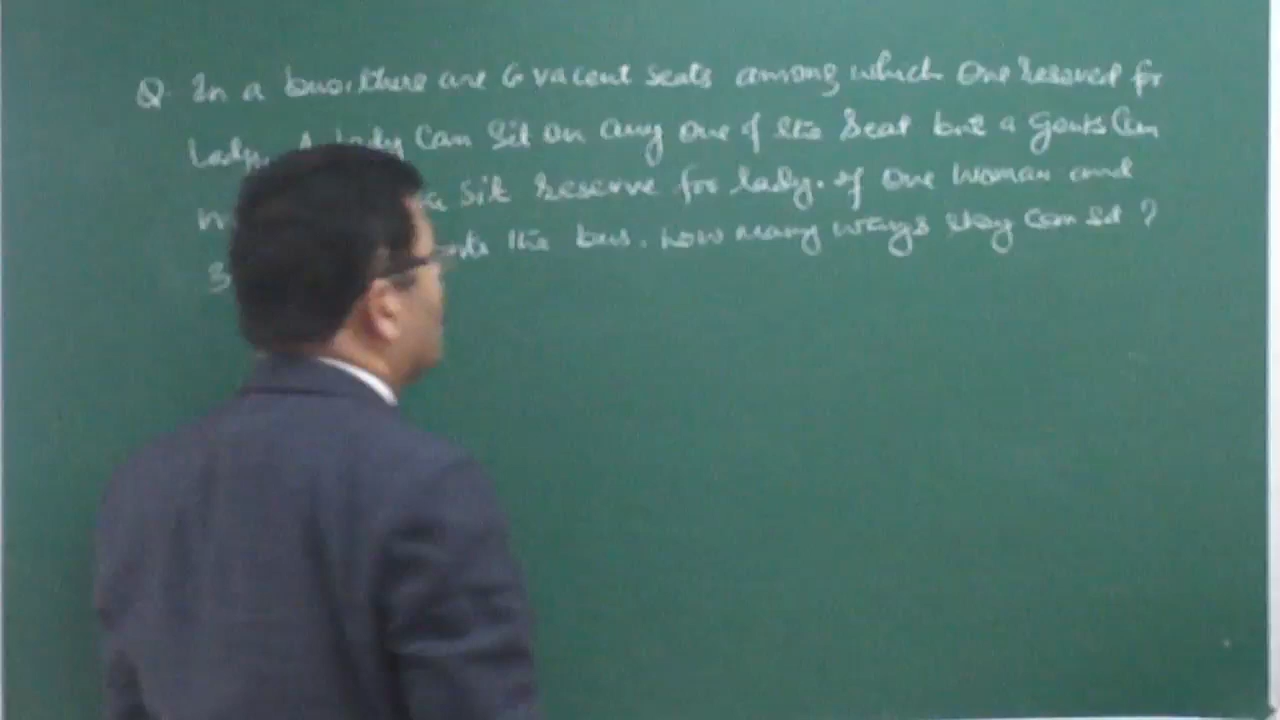 Q. In a bus, there are 6 vacent seats among which one reserved for
Lady. A Lady Can Sit on any one of the Seat but a gents Can
Sit reserve for lady. If one woman and
3 the bus. how many ways they can sit ?